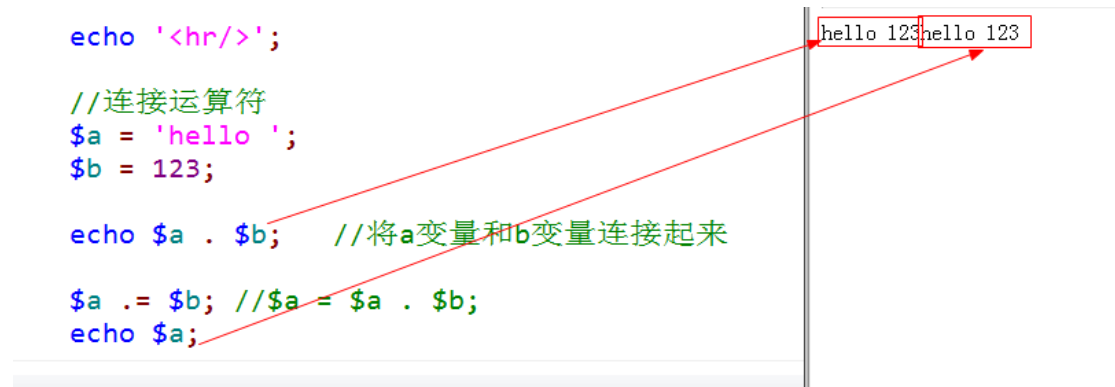 echo '<hr/>';
//连接运算符
$a = 'hello ';
$b = 123;
echo $a . $b;   //将a变量和b变量连接起来
$a .= $b; //$a = $a . $b;
echo $a;
hello 123hello 123